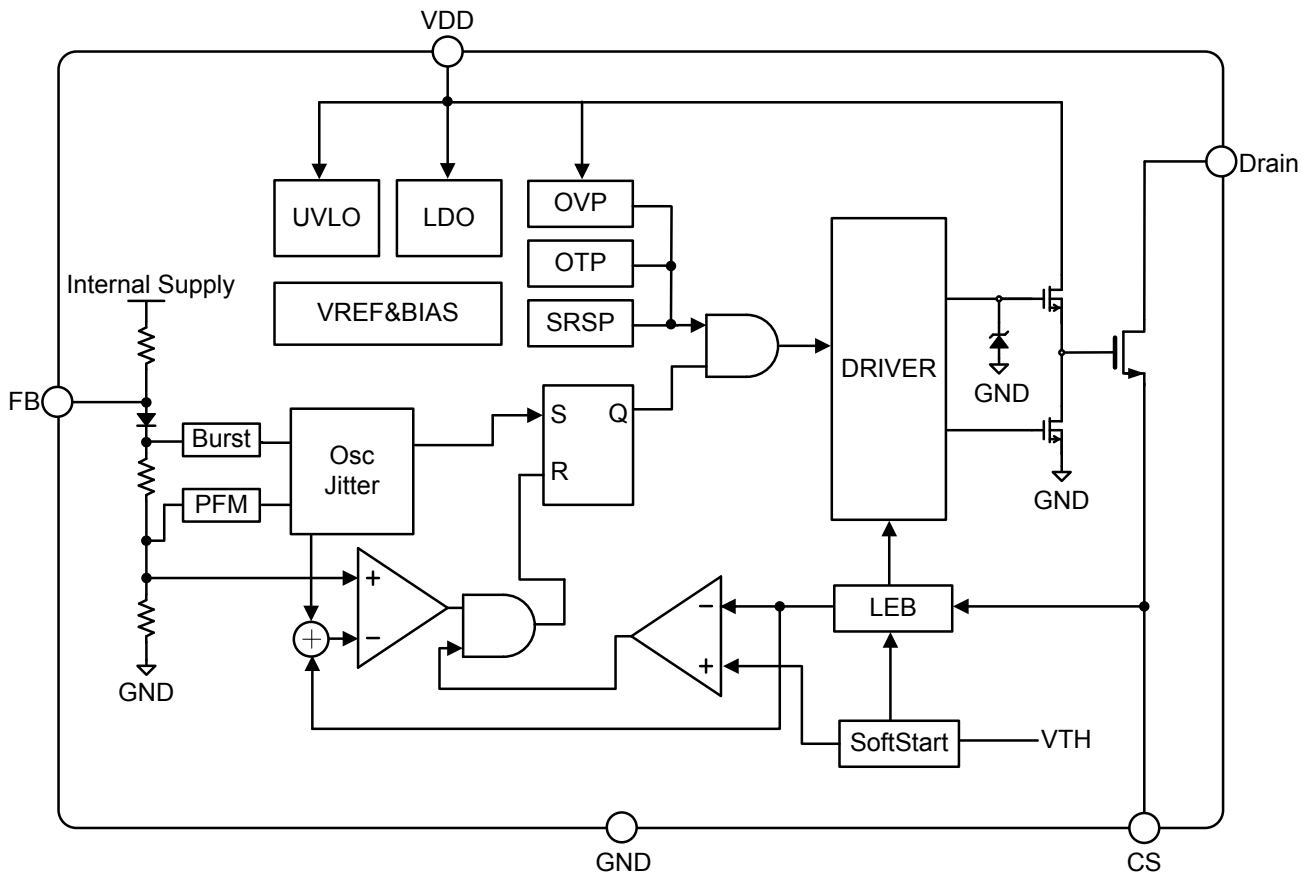 VDD
Drain
UVLO
LDO
OVP
OTP
SRSP
VREF&BIAS
Internal Supply
FB
DRIVER
GND
GND
Burst
PFM
Osc
Jitter
S
Q
R
+
−
+
−
+
LEB
SoftStart
VTH
GND
GND
CS